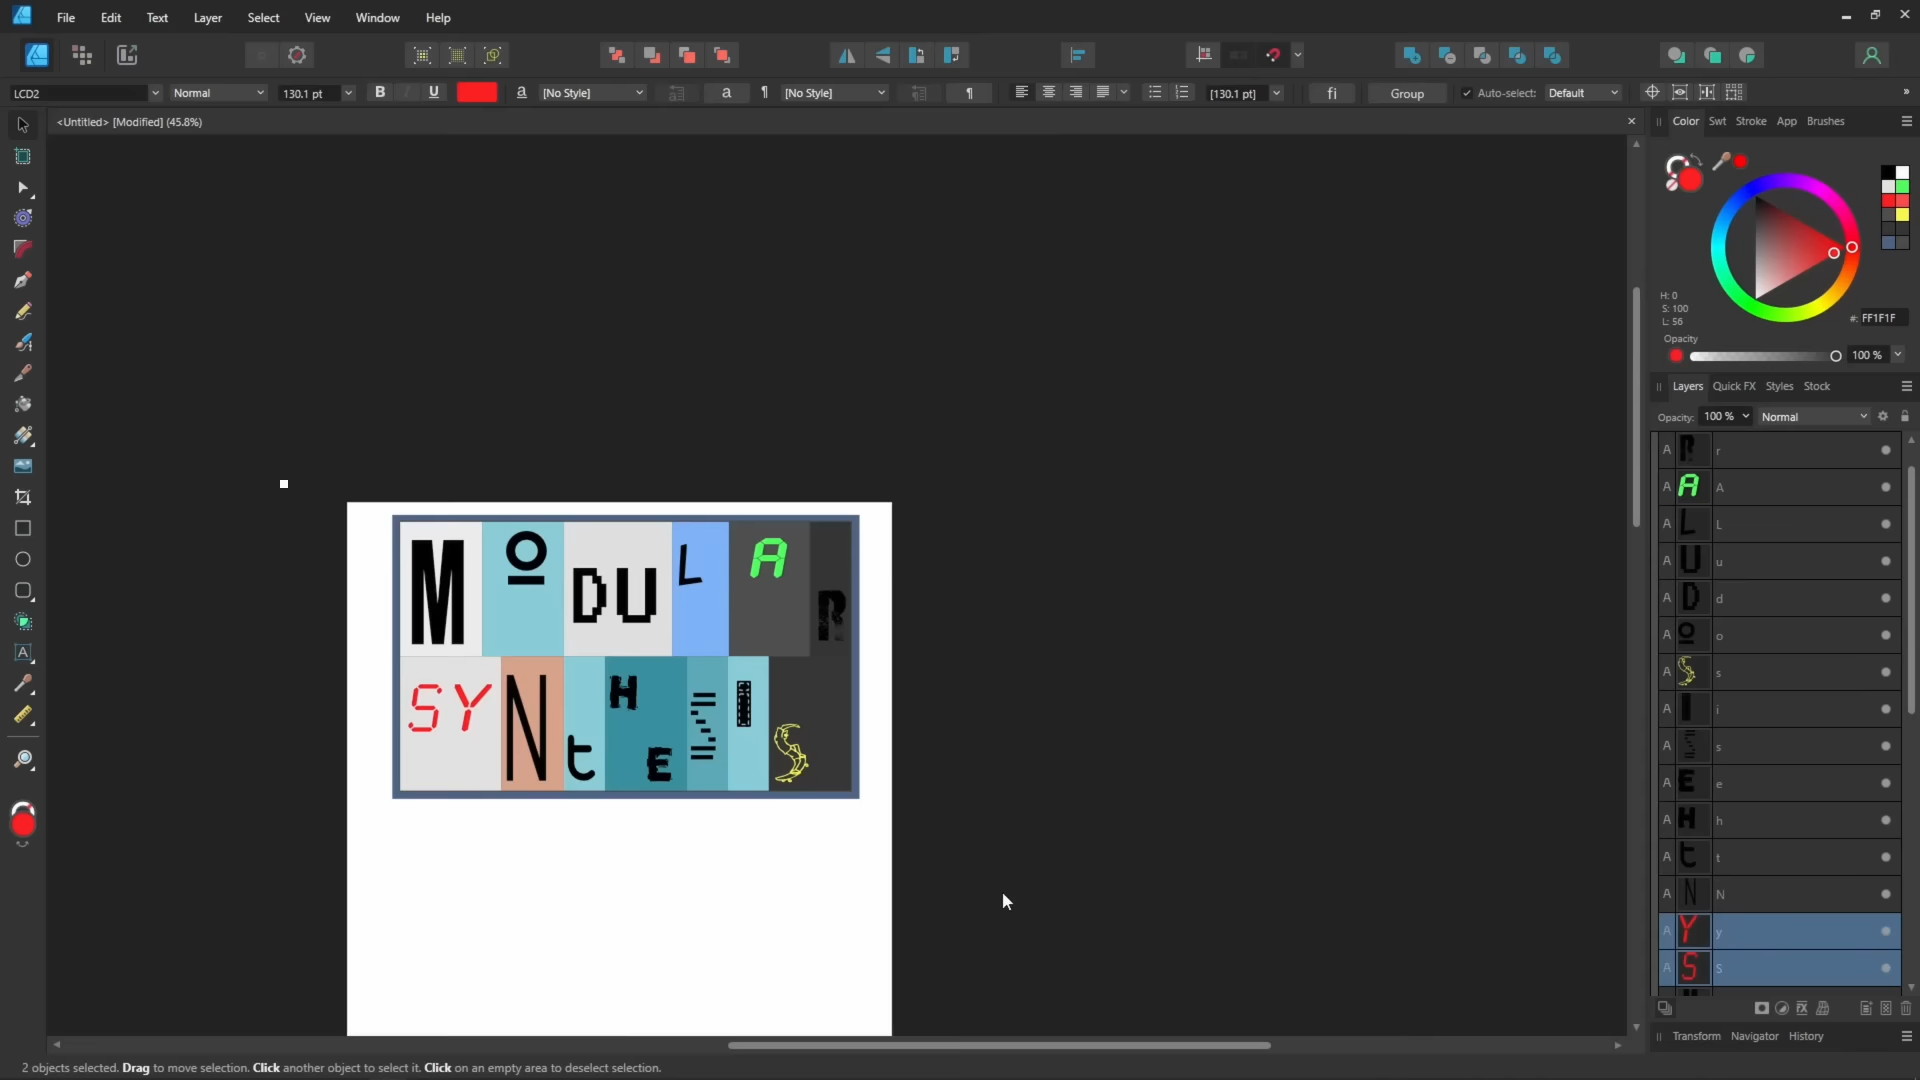 File Edit Text Layer Select View Window Help
LCD2 Normal 130.1 pt B I U a [No Style] a ¶ [No Style] ¶ [130.1 pt] fi Group Auto-select: Default »
<Untitled> [Modified] (45.8%)
Color Swt Stroke App Brushes
H: 0
S: 100
L: 56
#: FF1F1F
Opacity
100 %
Layers Quick FX Styles Stock
Opacity: 100 % Normal
A R r
A A A
A L L
A U u
A D d
A o o
A S s
A I i
A S s
A E e
A H h
A t t
A N N
A Y y
A S S
MODULAR
SYNtHESIS
Transform Navigator History
2 objects selected. Drag to move selection. Click another object to select it. Click on an empty area to deselect selection.